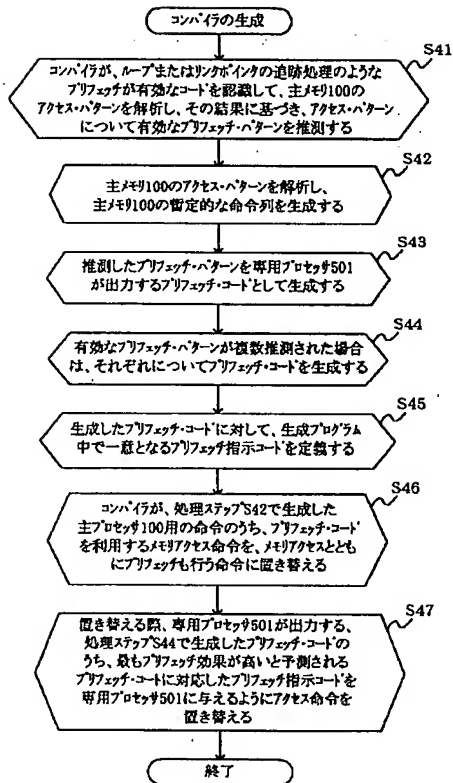 コンパイラの生成
S41
コンパイラが、ループまたはリンクポインタの追跡処理のような
プリフェッチが有効なコードを認識して、主メモリ100の
アクセス・パターンを解析し、その結果に基づき、アクセス・パターン
について有効なプリフェッチ・パターンを推測する
S42
主メモリ100のアクセス・パターンを解析し、
主メモリ100の暫定的な命令列を生成する
S43
推測したプリフェッチ・パターンを専用プロセッサ501
が出力するプリフェッチ・コードとして生成する
S44
有効なプリフェッチ・パターンが複数推測された場合
は、それぞれについてプリフェッチ・コードを生成する
S45
生成したプリフェッチ・コードに対して、生成プログラム
中で一意となるプリフェッチ指示コードを定義する
S46
コンパイラが、処理ステップS42で生成した
主プロセッサ100用の命令のうち、プリフェッチ・コード
を利用するメモリアクセス命令を、メモリアクセスととも
にプリフェッチも行う命令に置き替える
S47
置き替える際、専用プロセッサ501が出力する、
処理ステップS44で生成したプリフェッチ・コードの
うち、最もプリフェッチ効果が高いと予測される
プリフェッチ・コードに対応したプリフェッチ指示コードを
専用プロセッサ501に与えるようにアクセス命令を
置き替える
終了